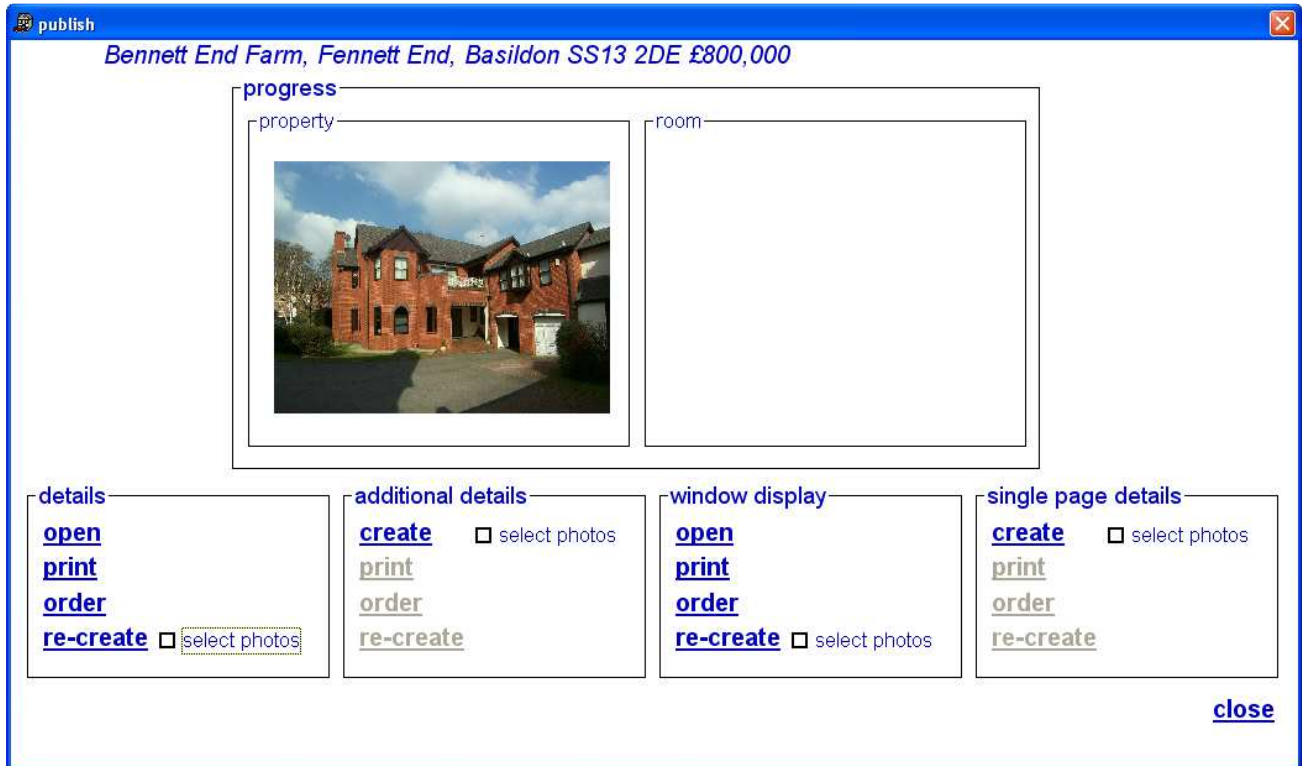 publish
Bennett End Farm, Fennett End, Basildon SS13 2DE £800,000
progress
property
room
details
open
print
order
re-create select photos
additional details
create select photos
print
order
re-create
window display
open
print
order
re-create select photos
single page details
create select photos
print
order
re-create
close